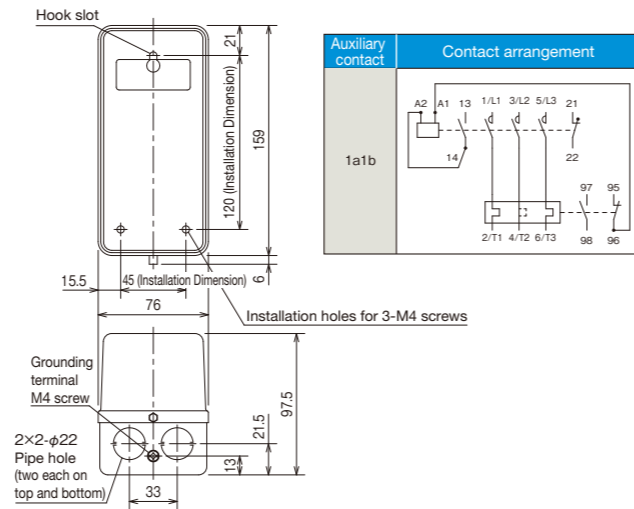 Hook slot
21
120 (Installation Dimension)
159
6
15.5
45 (Installation Dimension)
76
Installation holes for 3-M4 screws
Grounding
terminal
M4 screw
2×2-φ22
Pipe hole
(two each on
top and bottom)
33
13
21.5
97.5
Auxiliary
contact
Contact arrangement
1a1b
A2 A1 13 1/L1 3/L2 5/L3 21
14
22
97 95
2/T1 4/T2 6/T3 98 96